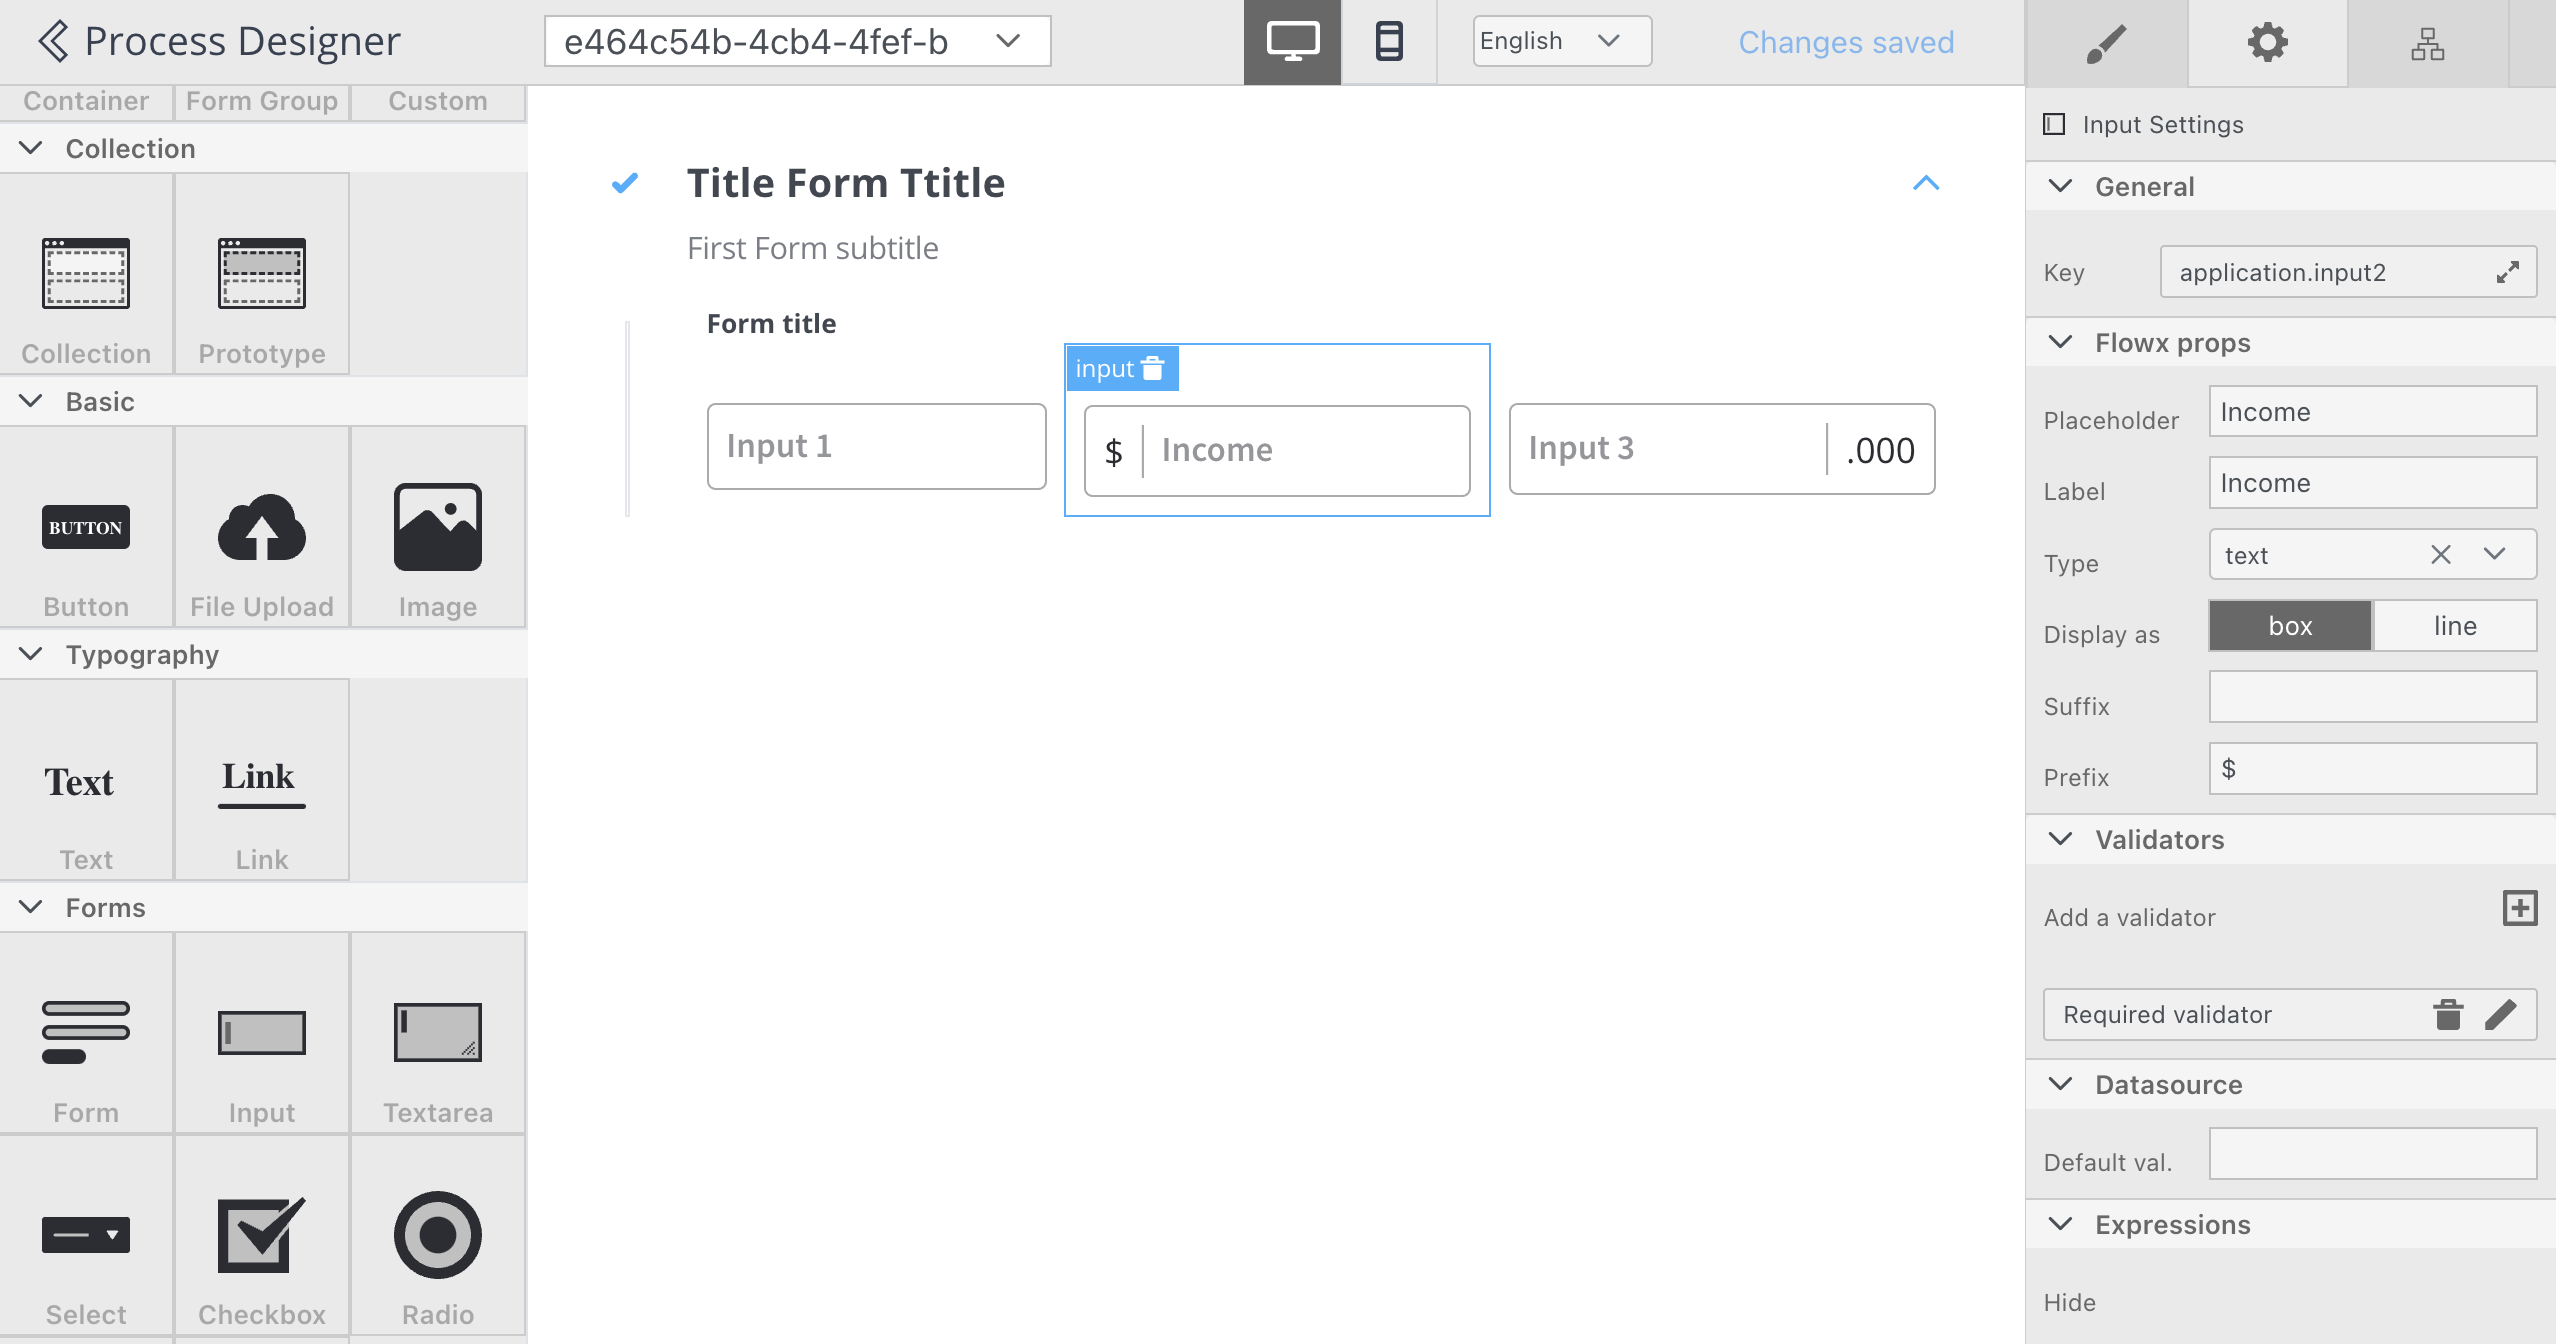 Process Designer
e464c54b-4cb4-4fef-b
English
Changes saved
Container
Form Group
Custom
Collection
Collection
Prototype
Basic
BUTTON
Button
File Upload
Image
Typography
Text
Link
Text
Link
Forms
Form
Input
Textarea
Select
Checkbox
Radio
Title Form Ttitle
First Form subtitle
Form title
input
Input 1
$
Income
Input 3
.000
Input Settings
General
Key
application.input2
Flowx props
Placeholder
Income
Label
Income
Type
text
Display as
box
line
Suffix
Prefix
$
Validators
Add a validator
Required validator
Datasource
Default val.
Expressions
Hide